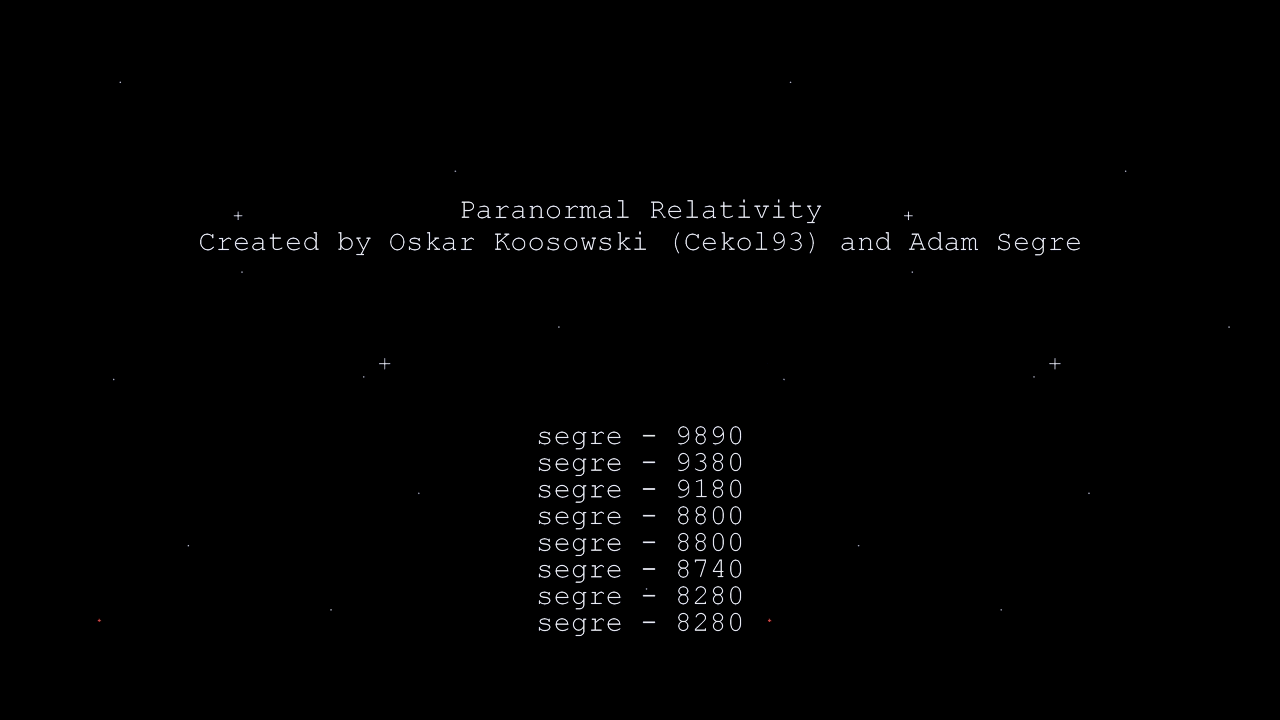 Paranormal Relativity
Created by Oskar Koosowski (Cekol93) and Adam Segre
segre - 9890
segre - 9380
segre - 9180
segre - 8800
segre - 8800
segre - 8740
segre - 8280
segre - 8280